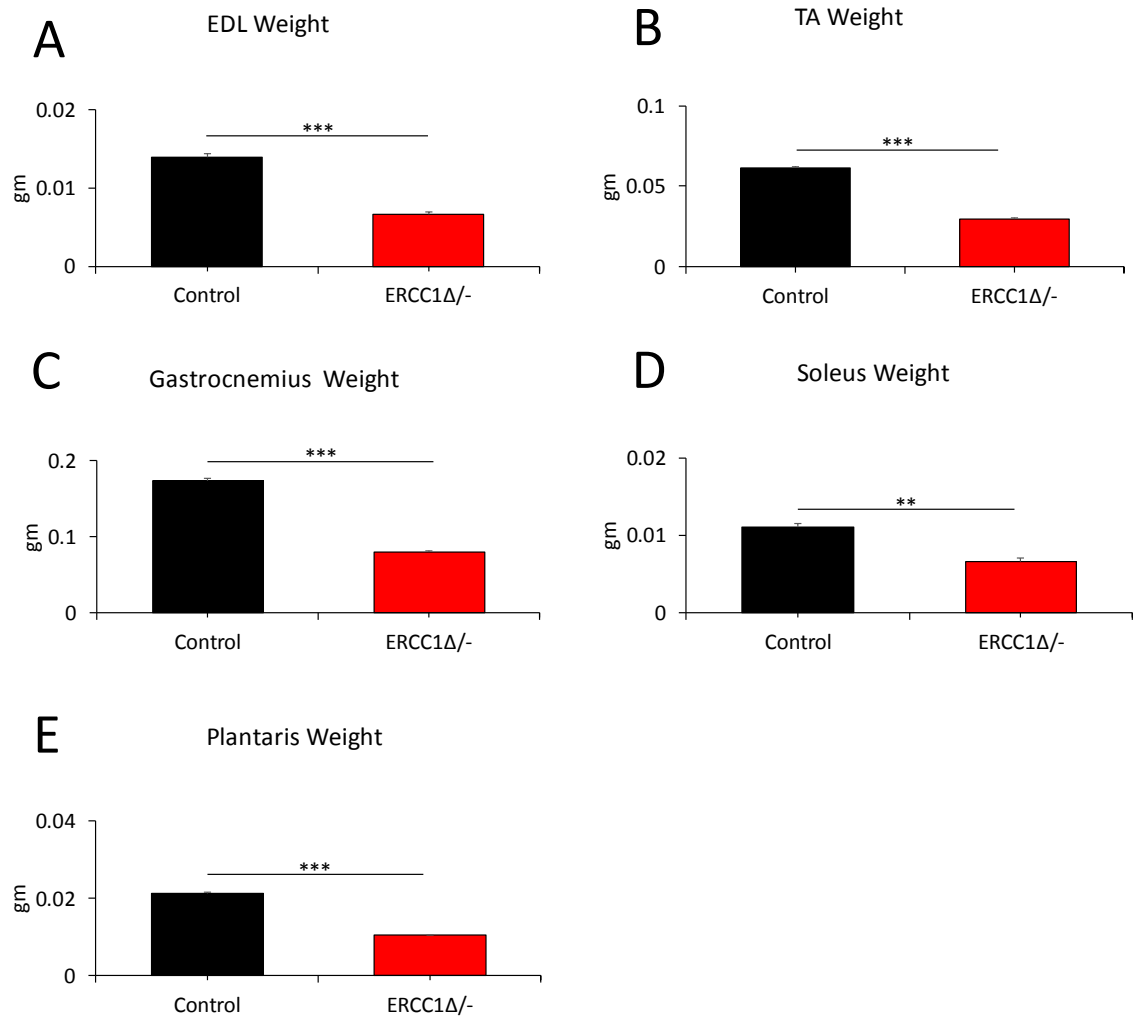 A
EDL Weight
0.02
0.01
0
gm
***
Control
ERCC1Δ/-
B
TA Weight
0.1
0.05
0
gm
***
Control
ERCC1Δ/-
C
Gastrocnemius Weight
0.2
0.1
0
gm
***
Control
ERCC1Δ/-
D
Soleus Weight
0.02
0.01
0
gm
**
Control
ERCC1Δ/-
E
Plantaris Weight
0.04
0.02
0
gm
***
Control
ERCC1Δ/-